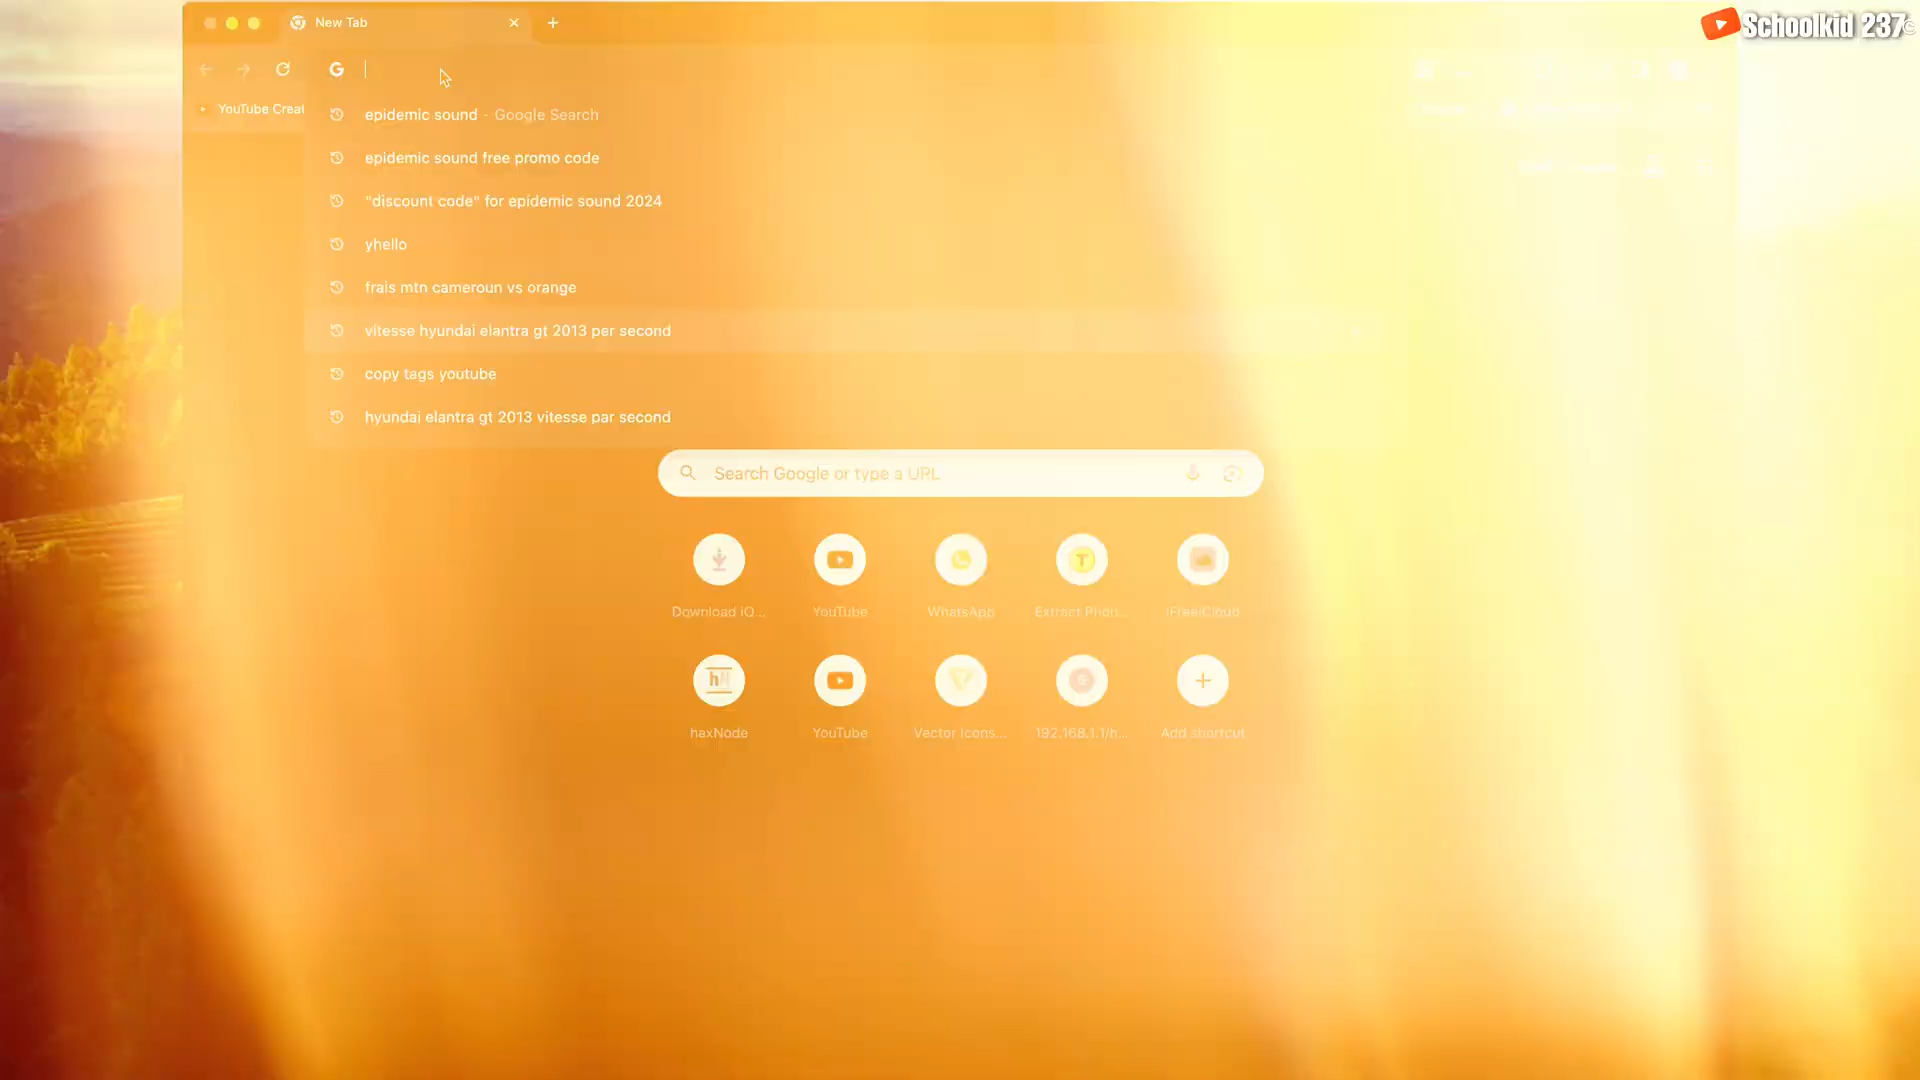 New Tab
Schoolkid 237
YouTube Creat
epidemic sound - Google Search
epidemic sound free promo code
"discount code" for epidemic sound 2024
yhello
frais mtn cameroun vs orange
vitesse hyundai elantra gt 2013 per second
copy tags youtube
hyundai elantra gt 2013 vitesse par second
Search Google or type a URL
Download iO... YouTube WhatsApp Extract Phon... iFreeiCloud
haxNode YouTube Vector Icons... 192.168.1.1/h... Add shortcut